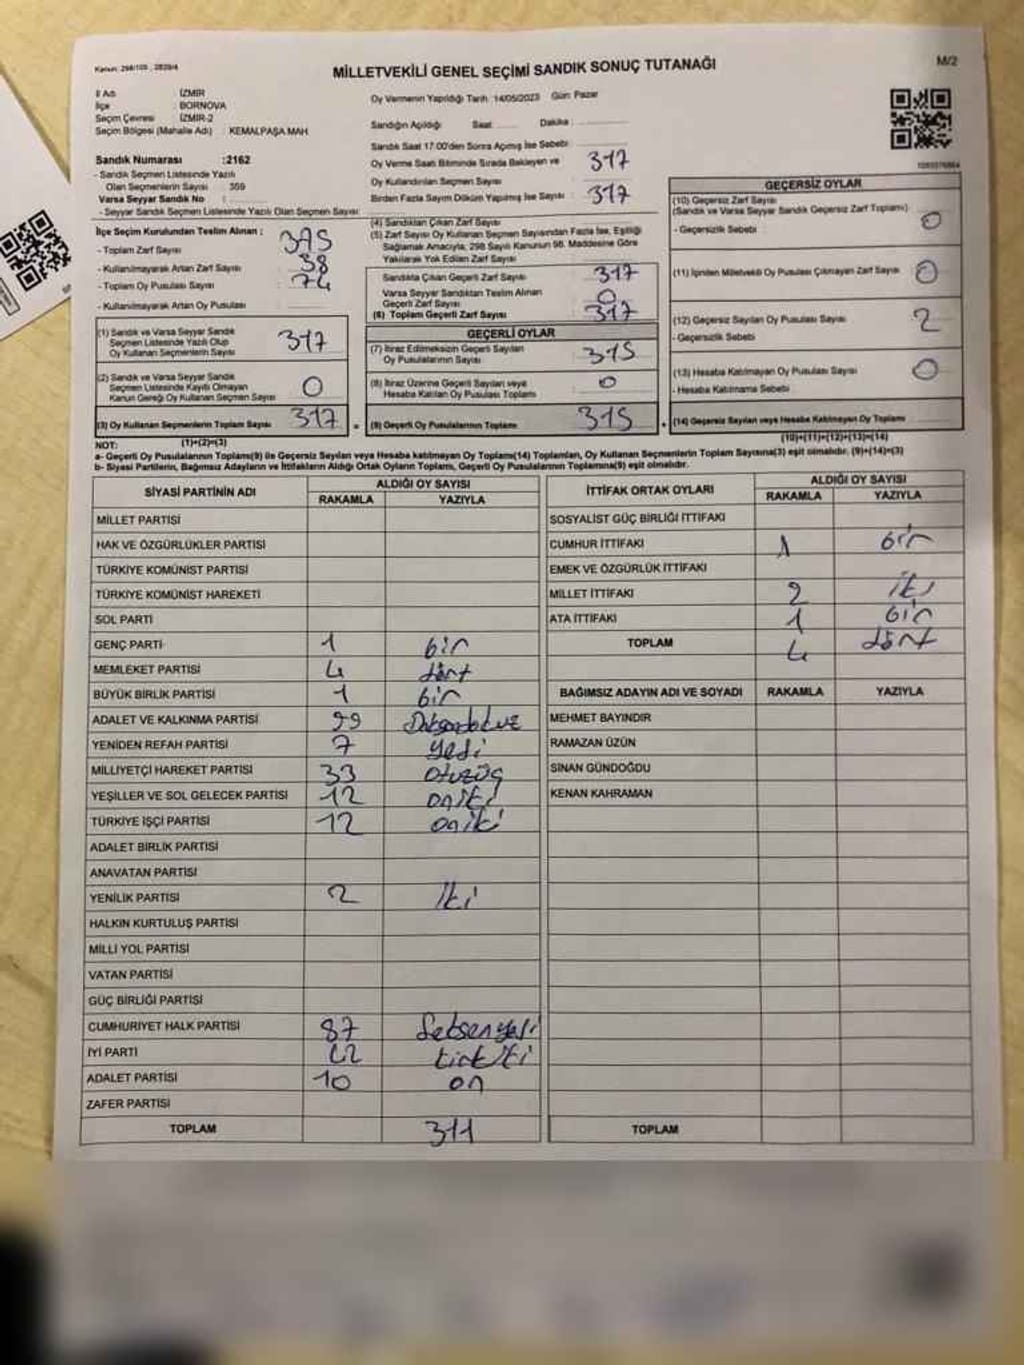 Kanun: 298/105 , 2839/4
MİLLETVEKİLİ GENEL SEÇİMİ SANDIK SONUÇ TUTANAĞI
M/2
İl Adı : İZMİR
İlçe : BORNOVA
Seçim Çevresi : İZMİR-2
Seçim Bölgesi (Mahalle Adı) : KEMALPAŞA MAH
Sandık Numarası :2162
- Sandık Seçmen Listesinde Yazılı
Olan Seçmenlerin Sayısı : 359
Varsa Seyyar Sandık No :
- Seyyar Sandık Seçmen Listesinde Yazılı Olan Seçmen Sayısı:
Oy Vermenin Yapıldığı Tarih :14/05/2023 Gün: Pazar
Sandığın Açıldığı Saat: Dakika :
Sandık Saat 17:00'den Sonra Açılmış İse Sebebi:
Oy Verme Saati Bitiminde Sırada Bekleyen ve
Oy Kullandırılan Seçmen Sayısı : 317
Birden Fazla Sayım Döküm Yapılmış İse Sayısı : 317
İlçe Seçim Kurulundan Teslim Alınan :
- Toplam Zarf Sayısı : 375
- Kullanılmayarak Artan Zarf Sayısı : 58
- Toplam Oy Pusulası Sayısı : 74
- Kullanılmayarak Artan Oy Pusulası :
(1) Sandık ve Varsa Seyyar Sandık
Seçmen Listesinde Yazılı Olup
Oy Kullanan Seçmenlerin Sayısı 317
(2) Sandık ve Varsa Seyyar Sandık
Seçmen Listesinde Kayıtlı Olmayan
Kanun Gereği Oy Kullanan Seçmen Sayısı 0
(3) Oy Kullanan Seçmenlerin Toplam Sayısı 317
(4) Sandıktan Çıkan Zarf Sayısı
(5) Zarf Sayısı Oy Kullanan Seçmen Sayısından Fazla İse, Eşitliği
Sağlamak Amacıyla, 298 Sayılı Kanunun 98. Maddesine Göre
Yakılarak Yok Edilen Zarf Sayısı :
Sandıkta Çıkan Geçerli Zarf Sayısı 317
Varsa Seyyar Sandıktan Teslim Alınan
Geçerli Zarf Sayısı 0
(6) Toplam Geçerli Zarf Sayısı 317
GEÇERLİ OYLAR
(7) İtiraz Edilmeksizin Geçerli Sayılan
Oy Pusulalarının Sayısı 315
(8) İtiraz Üzerine Geçerli Sayılan veya
Hesaba Katılan Oy Pusulası Toplamı 0
(9) Geçerli Oy Pusulalarının Toplamı 315
GEÇERSİZ OYLAR
(10) Geçersiz Zarf Sayısı
(Sandık ve Varsa Seyyar Sandık Geçersiz Zarf Toplamı) : 0
- Geçersizlik Sebebi :
(11) İçinden Milletvekili Oy Pusulası Çıkmayan Zarf Sayısı : 0
(12) Geçersiz Sayılan Oy Pusulası Sayısı : 2
- Geçersizlik Sebebi :
(13) Hesaba Katılmayan Oy Pusulası Sayısı : 0
- Hesaba Katılmama Sebebi :
(14) Geçersiz Sayılan veya Hesaba Katılmayan Oy Toplamı
(10)+(11)+(12)+(13)=(14)
NOT: (1)+(2)=(3)
a- Geçerli Oy Pusulalarının Toplamı(9) ile Geçersiz Sayılan veya Hesaba katılmayan Oy Toplamı(14) Toplamları, Oy Kullanan Seçmenlerin Toplam Sayısına(3) eşit olmalıdır. (9)+(14)=(3)
b- Siyasi Partilerin, Bağımsız Adayların ve İttifakların Aldığı Ortak Oyların Toplamı, Geçerli Oy Pusulalarının Toplamına(9) eşit olmalıdır.
SİYASİ PARTİNİN ADI ALDIĞI OY SAYISI
RAKAMLA YAZIYLA
MİLLET PARTİSİ
HAK VE ÖZGÜRLÜKLER PARTİSİ
TÜRKİYE KOMÜNİST PARTİSİ
TÜRKİYE KOMÜNİST HAREKETİ
SOL PARTİ
GENÇ PARTİ 1 bir
MEMLEKET PARTİSİ 4 dört
BÜYÜK BİRLİK PARTİSİ 1 bir
ADALET VE KALKINMA PARTİSİ 99
YENİDEN REFAH PARTİSİ 7 yedi
MİLLİYETÇİ HAREKET PARTİSİ 33 otuzüç
YEŞİLLER VE SOL GELECEK PARTİSİ 12 oniki
TÜRKİYE İŞÇİ PARTİSİ 12 oniki
ADALET BİRLİK PARTİSİ
ANAVATAN PARTİSİ
YENİLİK PARTİSİ 2 iki
HALKIN KURTULUŞ PARTİSİ
MİLLİ YOL PARTİSİ
VATAN PARTİSİ
GÜÇ BİRLİĞİ PARTİSİ
CUMHURİYET HALK PARTİSİ 87 Seksenyedi
İYİ PARTİ 42 kırkiki
ADALET PARTİSİ 10 on
ZAFER PARTİSİ
TOPLAM 311
İTTİFAK ORTAK OYLARI ALDIĞI OY SAYISI
RAKAMLA YAZIYLA
SOSYALİST GÜÇ BİRLİĞİ İTTİFAKI
CUMHUR İTTİFAKI 1 bir
EMEK VE ÖZGÜRLÜK İTTİFAKI
MİLLET İTTİFAKI 2 iki
ATA İTTİFAKI 1 bir
TOPLAM 4 dört
BAĞIMSIZ ADAYIN ADI VE SOYADI RAKAMLA YAZIYLA
MEHMET BAYINDIR
RAMAZAN ÜZÜN
SİNAN GÜNDOĞDU
KENAN KAHRAMAN
TOPLAM